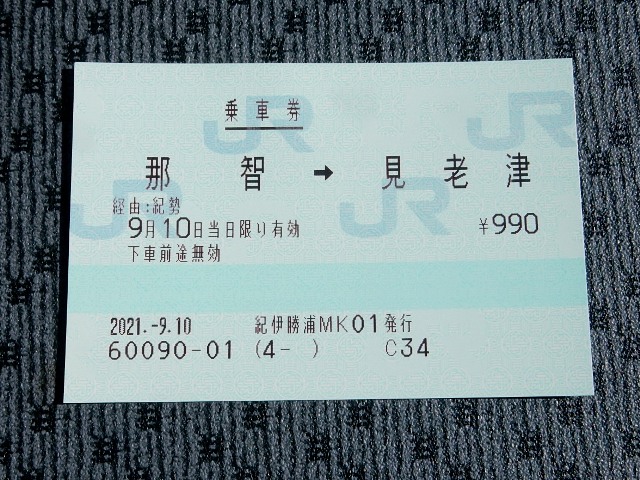 乗車券
那智 → 見老津
経由:紀勢
9月10日当日限り有効 ¥990
下車前途無効
2021.-9.10 紀伊勝浦MK01発行
60090-01 (4- ) C34